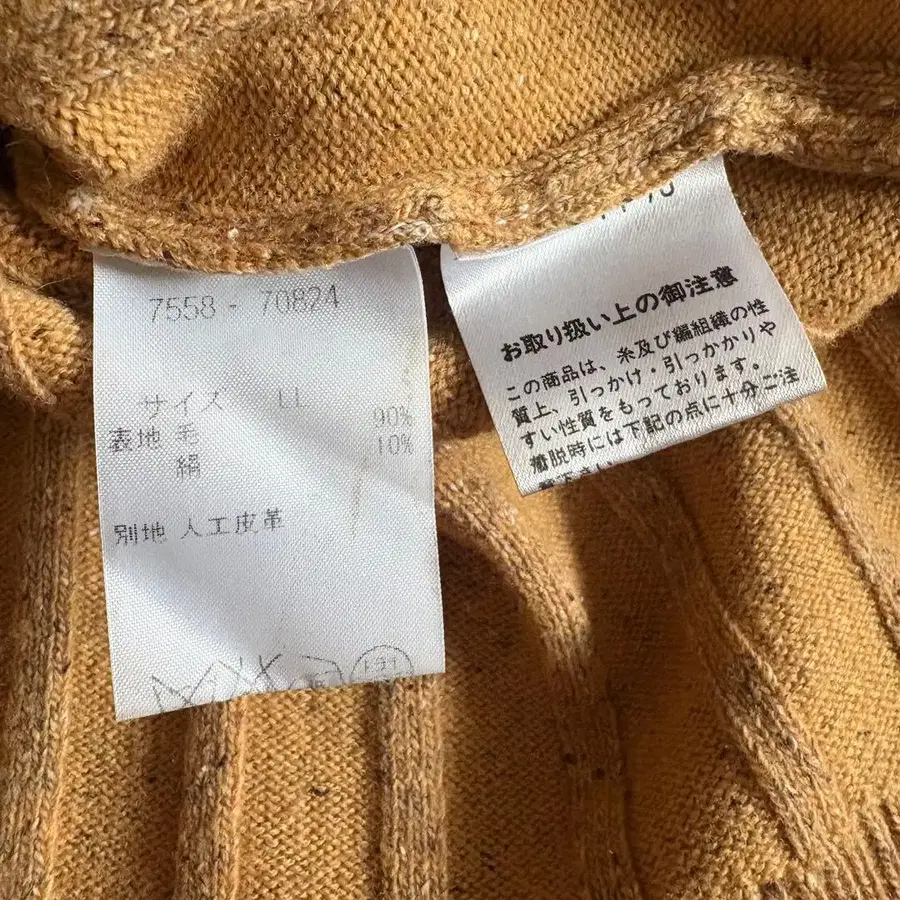 7558 - 70824
サイズ LL
表地 毛 90%
絹 10%
別地 人工皮革
お取り扱い上の御注意
この商品は、糸及び編組織の性
質上、引っかけ・引っかかりや
すい性質をもっております。
着脱時には下記の点に十分ご注
意下さい